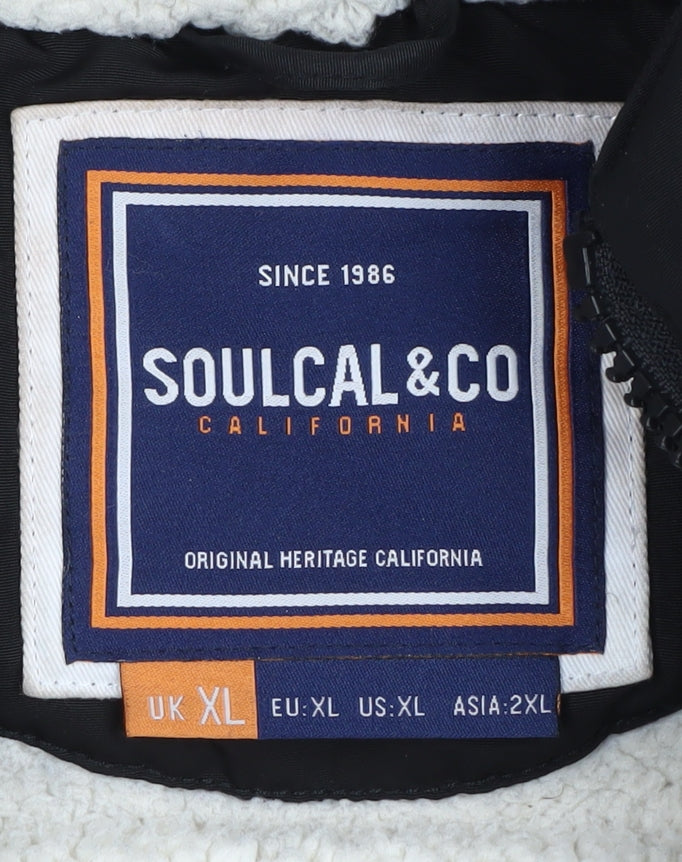 SINCE 1986
SOULCAL&CO
CALIFORNIA
ORIGINAL HERITAGE CALIFORNIA
UK XL EU:XL US:XL ASIA:2XL